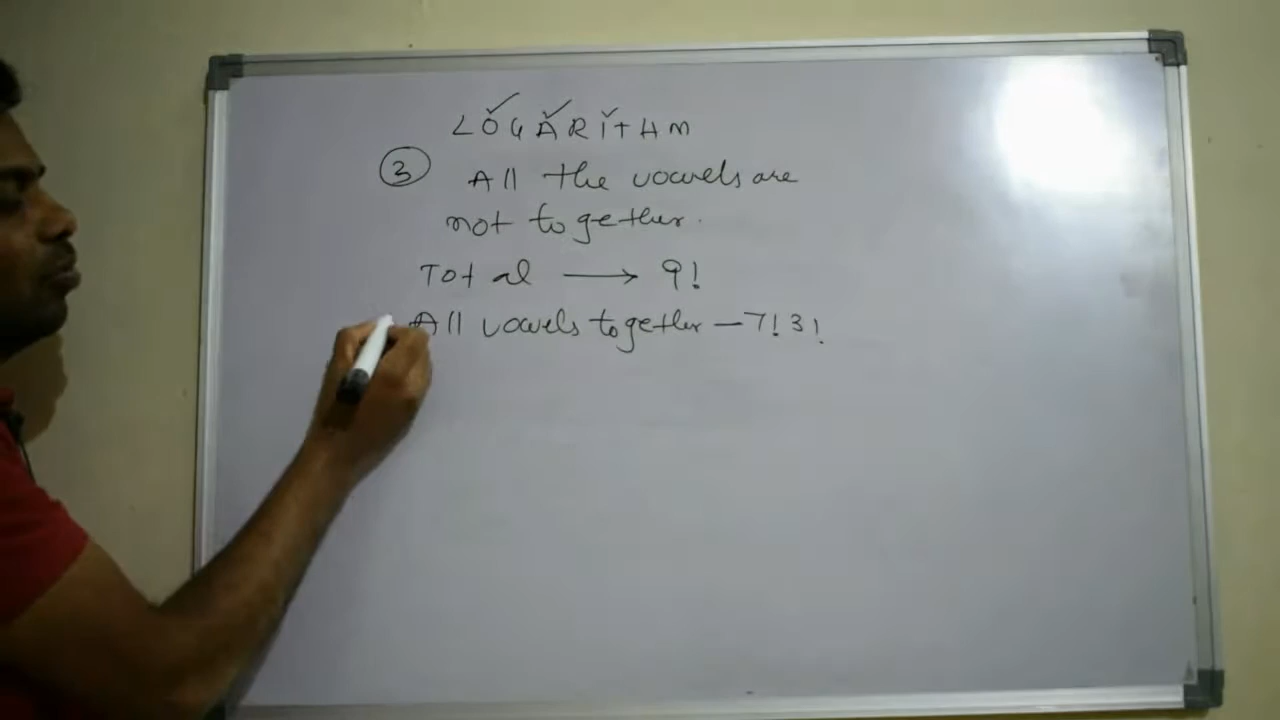 LOGARITHM
③ All the vowels are
not together.
Total ⟶ 9!
All vowels together — 7! 3!